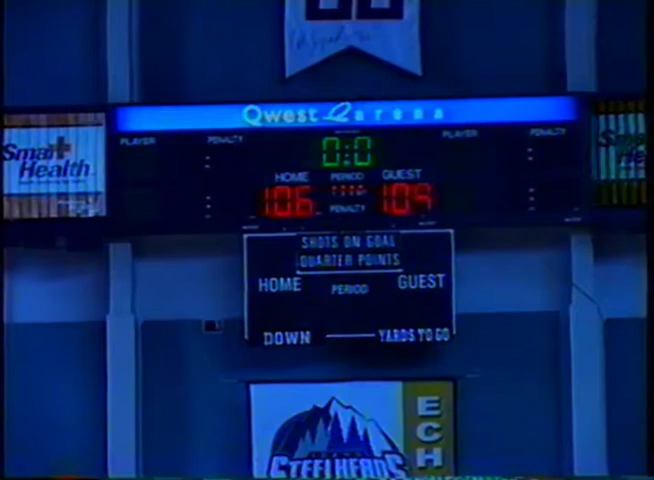 Qwest arena
PLAYER PENALTY PLAYER PENALTY
Smart
Health
0:0
HOME PERIOD GUEST
106 109
PENALTY
SHOTS ON GOAL
QUARTER POINTS
HOME PERIOD GUEST
DOWN YARDS TO GO
STEELHEADS
ECH